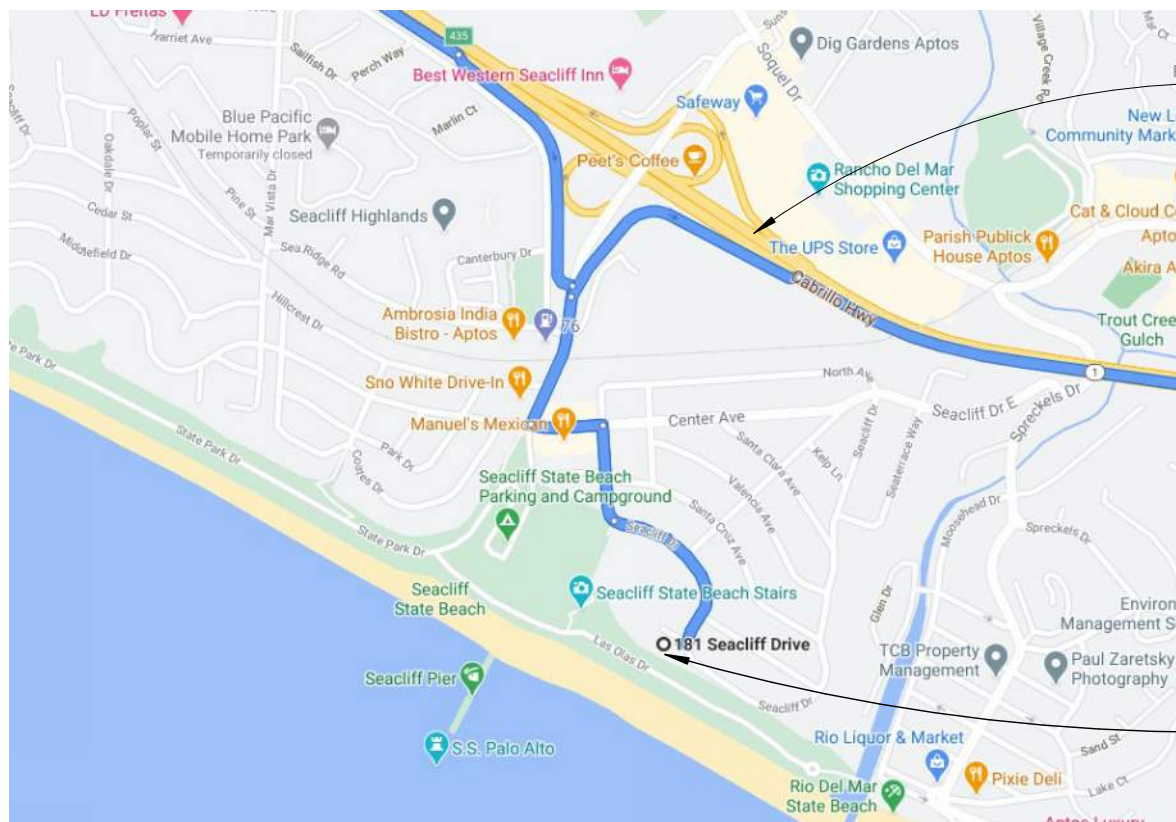 ED Freitas
Harriet Ave
Sailfish Dr
Perch Way
435
Best Western Seacliff Inn
Soquel Dr
Dig Gardens Aptos
Village Creek Rd
Safeway
Marlin Ct
Blue Pacific
Mobile Home Park
Temporarily closed
Seacliff Dr
Poplar St
Oakdale Dr
Pine St
Mar Vista Dr
Peet's Coffee
Rancho Del Mar
Shopping Center
New L
Community Mark
Cat & Cloud C
Apto
Seacliff Highlands
Cedar St
Sea Ridge Rd
Canterbury Dr
The UPS Store
Parish Publick
House Aptos
Akira A
Hillcrest Dr
Cabrillo Hwy
Ambrosia India
Bistro - Aptos
76
Trout Cree
Gulch
State Park Dr
Sno White Drive-In
North Ave
1
Manuel's Mexican
Center Ave
Seacliff Dr E
Spreckels Dr
State Park Dr
Park Dr
Coates Dr
Santa Clara Ave
Kelp Ln
Seacliff Dr
Seaterrace Way
Seacliff State Beach
Parking and Campground
Valencia Ave
Santa Cruz Ave
Moosehead Dr
Spreckels Dr
State Park Dr
Seacliff Dr
Seacliff
State Beach
Seacliff State Beach Stairs
Glen Dr
Environ
Management S
181 Seacliff Drive
Las Olas Dr
TCB Property
Management
Paul Zaretsky
Photography
Seacliff Pier
Seacliff Dr
S.S. Palo Alto
Rio Liquor & Market
Sand St
Pixie Deli
Lake Ct
Rio Del Mar
State Beach